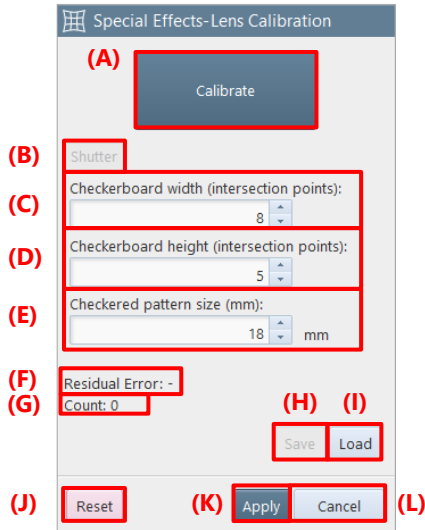 Special Effects-Lens Calibration
(A)
Calibrate
(B) Shutter
(C) Checkerboard width (intersection points):
8
(D) Checkerboard height (intersection points):
5
(E) Checkered pattern size (mm):
18 mm
(F) Residual Error: -
(G) Count: 0
(H) (I)
Save Load
(J) Reset (K) Apply Cancel (L)